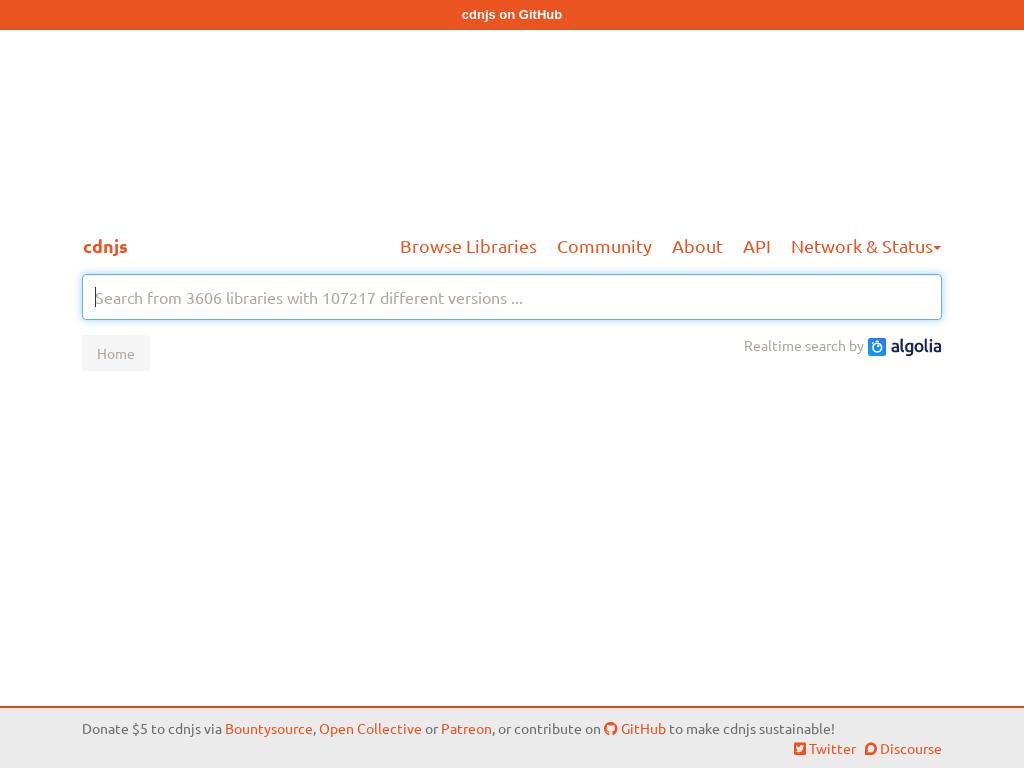 cdnjs on GitHub
cdnjs Browse Libraries Community About API Network & Status
Search from 3606 libraries with 107217 different versions ...
Home Realtime search by algolia
Donate $5 to cdnjs via Bountysource, Open Collective or Patreon, or contribute on GitHub to make cdnjs sustainable!
Twitter Discourse